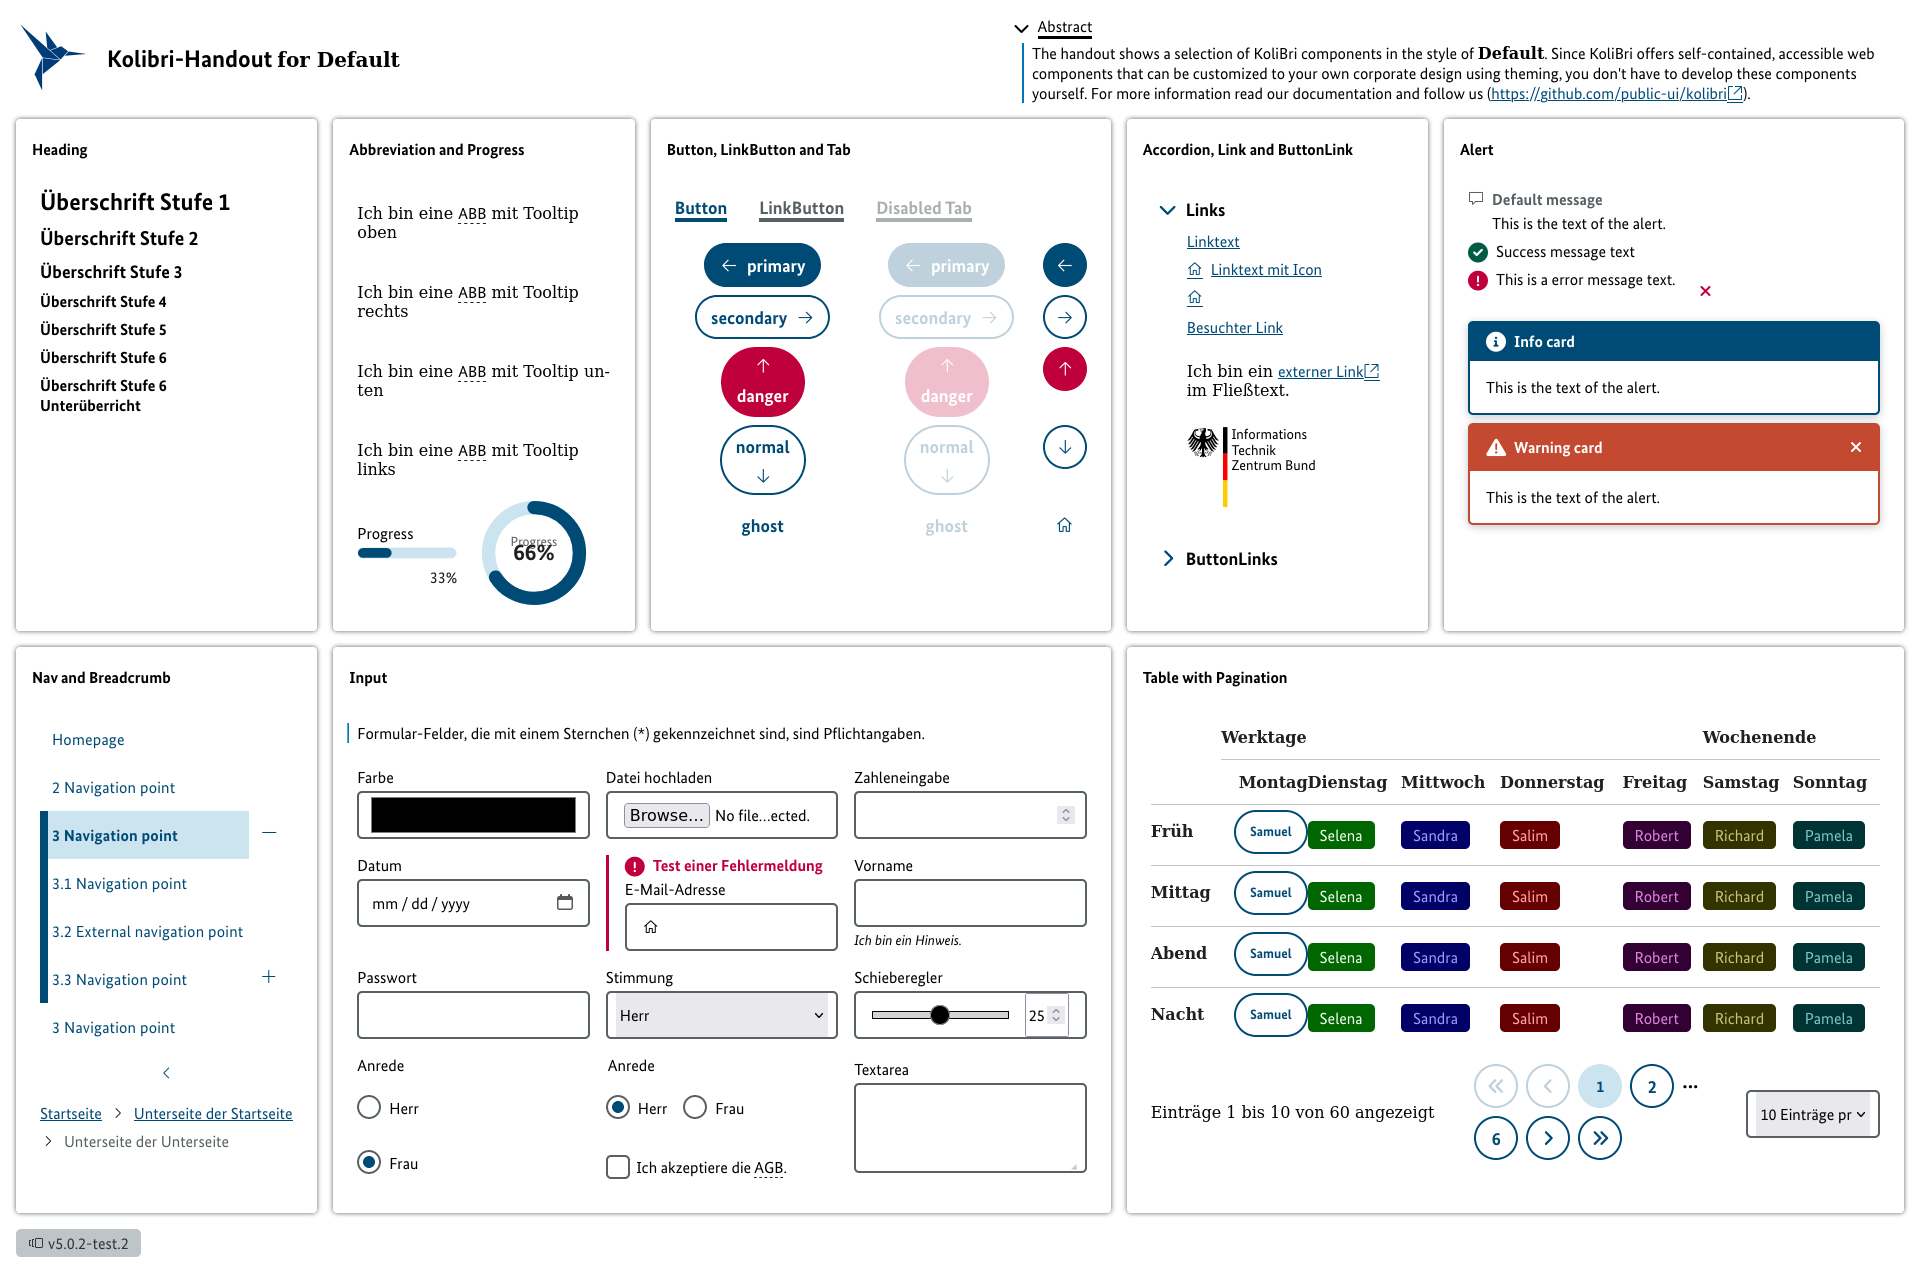 Kolibri-Handout for Default
Abstract
The handout shows a selection of KoliBri components in the style of Default. Since KoliBri offers self-contained, accessible web
components that can be customized to your own corporate design using theming, you don't have to develop these components
yourself. For more information read our documentation and follow us (https://github.com/public-ui/kolibri).
Heading
Überschrift Stufe 1
Überschrift Stufe 2
Überschrift Stufe 3
Überschrift Stufe 4
Überschrift Stufe 5
Überschrift Stufe 6
Überschrift Stufe 6
Unterüberricht
Abbreviation and Progress
Ich bin eine ABB mit Tooltip
oben
Ich bin eine ABB mit Tooltip
rechts
Ich bin eine ABB mit Tooltip un-
ten
Ich bin eine ABB mit Tooltip
links
Progress
33%
Progress
66%
Button, LinkButton and Tab
Button LinkButton Disabled Tab
primary primary
secondary secondary
danger danger
normal normal
ghost ghost
Accordion, Link and ButtonLink
Links
Linktext
Linktext mit Icon
Besuchter Link
Ich bin ein externer Link
im Fließtext.
Informations
Technik
Zentrum Bund
ButtonLinks
Alert
Default message
This is the text of the alert.
Success message text
This is a error message text.
Info card
This is the text of the alert.
Warning card
This is the text of the alert.
Nav and Breadcrumb
Homepage
2 Navigation point
3 Navigation point
3.1 Navigation point
3.2 External navigation point
3.3 Navigation point
3 Navigation point
Startseite Unterseite der Startseite
Unterseite der Unterseite
Input
Formular-Felder, die mit einem Sternchen (*) gekennzeichnet sind, sind Pflichtangaben.
Farbe Datei hochladen Zahleneingabe
Browse... No file...ected.
Datum
mm / dd / yyyy
Test einer Fehlermeldung
E-Mail-Adresse
Vorname
Ich bin ein Hinweis.
Passwort Stimmung Schieberegler
Herr 25
Anrede Anrede Textarea
Herr Herr Frau
Frau Ich akzeptiere die AGB.
Table with Pagination
Werktage Wochenende
Montag Dienstag Mittwoch Donnerstag Freitag Samstag Sonntag
Früh Samuel Selena Sandra Salim Robert Richard Pamela
Mittag Samuel Selena Sandra Salim Robert Richard Pamela
Abend Samuel Selena Sandra Salim Robert Richard Pamela
Nacht Samuel Selena Sandra Salim Robert Richard Pamela
Einträge 1 bis 10 von 60 angezeigt
1 2 ...
6
10 Einträge pr
v5.0.2-test.2